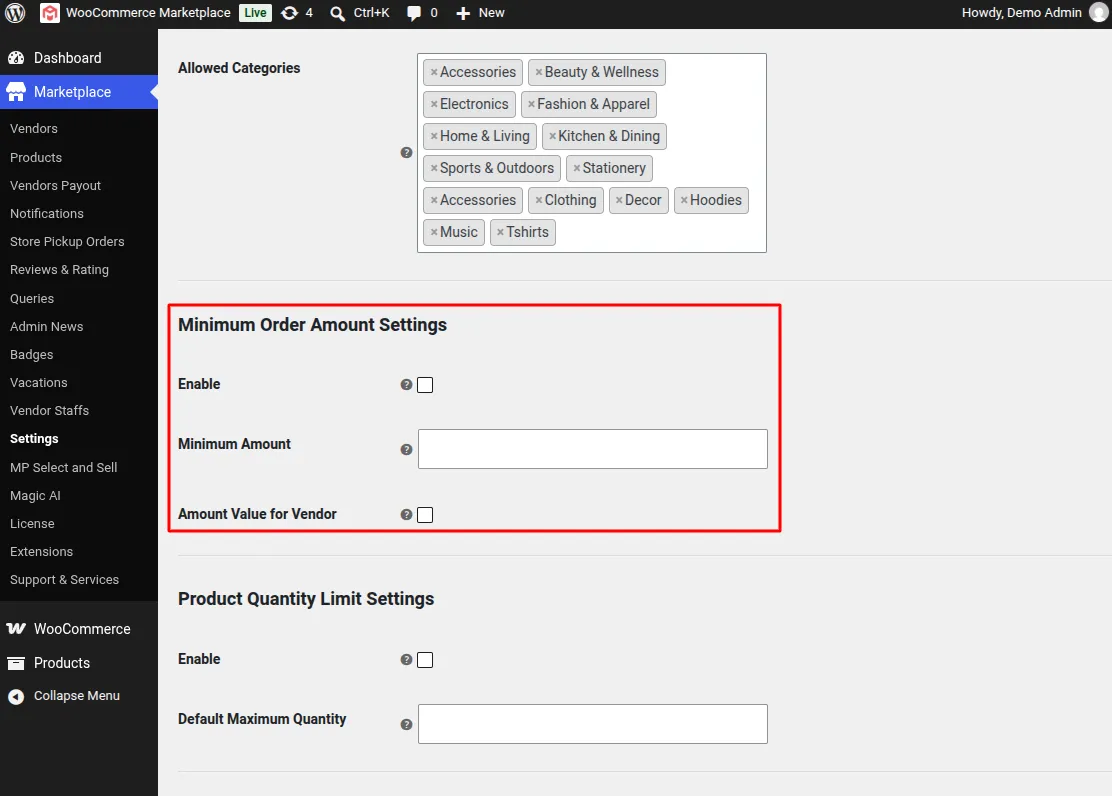 WooCommerce Marketplace Live 4 Ctrl+K 0 New Howdy, Demo Admin
Dashboard
Marketplace
Vendors
Products
Vendors Payout
Notifications
Store Pickup Orders
Reviews & Rating
Queries
Admin News
Badges
Vacations
Vendor Staffs
Settings
MP Select and Sell
Magic AI
License
Extensions
Support & Services
WooCommerce
Products
Collapse Menu
Allowed Categories
×Accessories ×Beauty & Wellness
×Electronics ×Fashion & Apparel
×Home & Living ×Kitchen & Dining
×Sports & Outdoors ×Stationery
×Accessories ×Clothing ×Decor ×Hoodies
×Music ×Tshirts
Minimum Order Amount Settings
Enable
Minimum Amount
Amount Value for Vendor
Product Quantity Limit Settings
Enable
Default Maximum Quantity